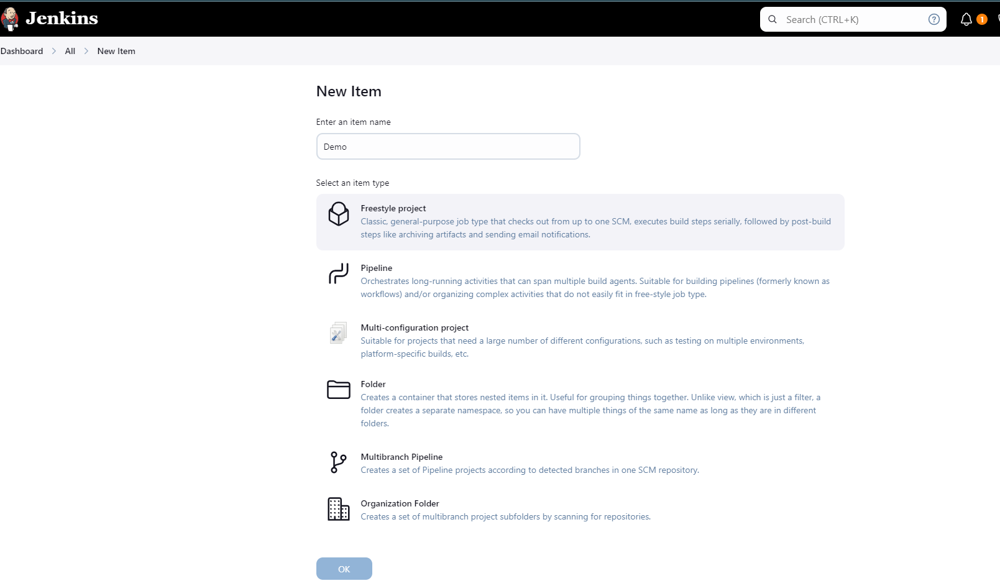 Jenkins
Search (CTRL+K)
?
1
Dashboard > All > New Item
New Item
Enter an item name
Demo
Select an item type
Freestyle project
Classic, general-purpose job type that checks out from up to one SCM, executes build steps serially, followed by post-build
steps like archiving artifacts and sending email notifications.
Pipeline
Orchestrates long-running activities that can span multiple build agents. Suitable for building pipelines (formerly known as
workflows) and/or organizing complex activities that do not easily fit in free-style job type.
Multi-configuration project
Suitable for projects that need a large number of different configurations, such as testing on multiple environments,
platform-specific builds, etc.
Folder
Creates a container that stores nested items in it. Useful for grouping things together. Unlike view, which is just a filter, a
folder creates a separate namespace, so you can have multiple things of the same name as long as they are in different
folders.
Multibranch Pipeline
Creates a set of Pipeline projects according to detected branches in one SCM repository.
Organization Folder
Creates a set of multibranch project subfolders by scanning for repositories.
OK